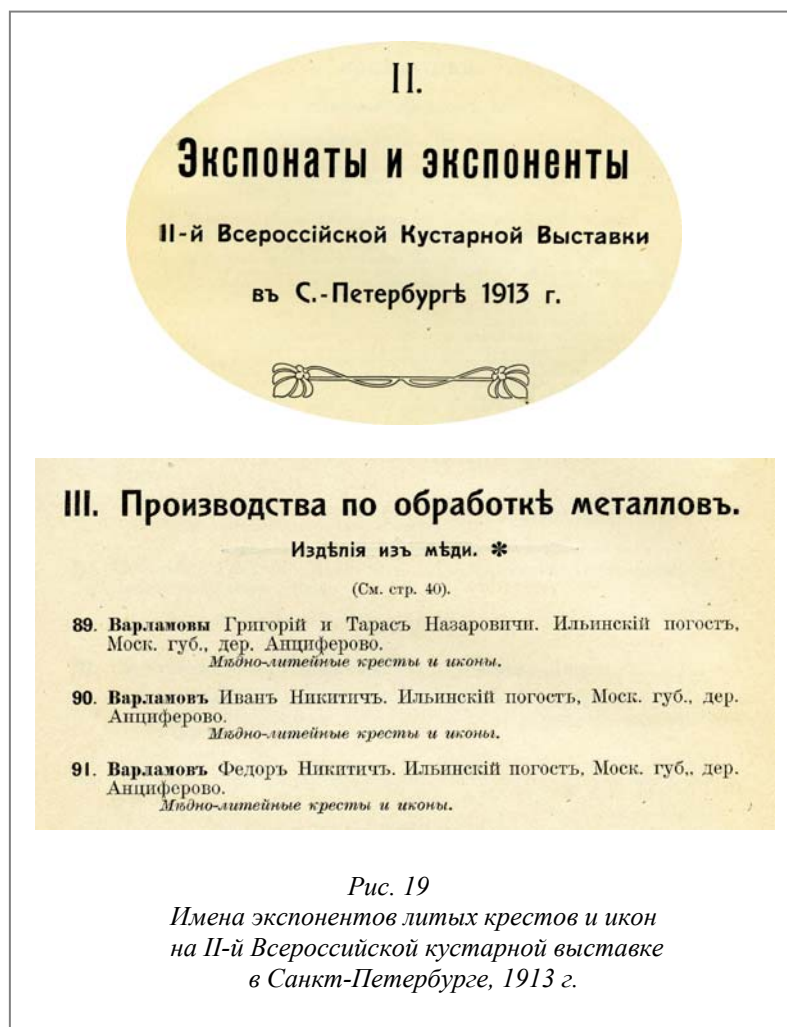 II.
Экспонаты и экспоненты
II-й Всероссійской Кустарной Выставки
въ С.-Петербургѣ 1913 г.
III. Производства по обработкѣ металловъ.
Издѣлія изъ мѣди. ✻
(См. стр. 40).
89. Варламовы Григорій и Тарасъ Назаровичи. Ильинскій погостъ,
Моск. губ., дер. Анциферово.
Мѣдно-литейные кресты и иконы.
90. Варламовъ Иванъ Никитичъ. Ильинскій погостъ, Моск. губ., дер.
Анциферово.
Мѣдно-литейные кресты и иконы.
91. Варламовъ Федоръ Никитичъ. Ильинскій погостъ, Моск. губ,. дер.
Анциферово.
Мѣдно-литейные кресты и иконы.
Рис. 19
Имена экспонентов литых крестов и икон
на II-й Всероссийской кустарной выставке
в Санкт-Петербурге, 1913 г.